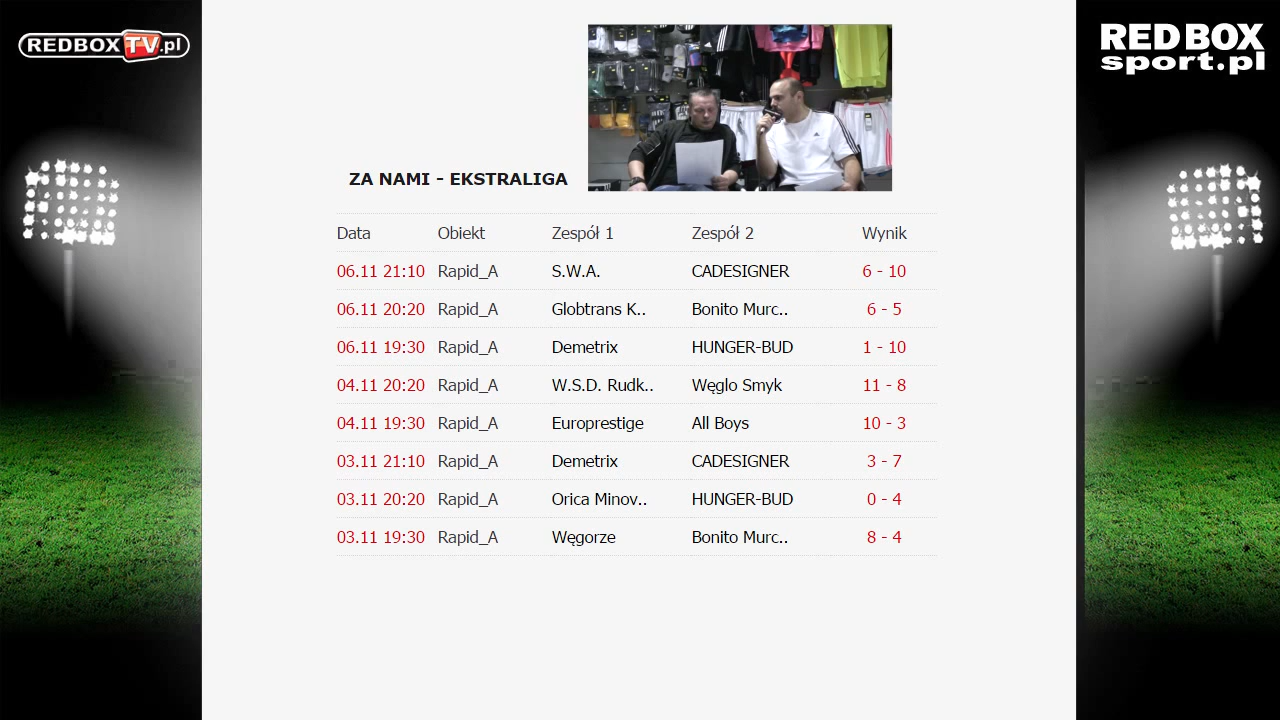 REDBOX TV.pl
RED BOX
sport.pl
ZA NAMI - EKSTRALIGA
Data Obiekt Zespół 1 Zespół 2 Wynik
06.11 21:10 Rapid_A S.W.A. CADESIGNER 6 - 10
06.11 20:20 Rapid_A Globtrans K.. Bonito Murc.. 6 - 5
06.11 19:30 Rapid_A Demetrix HUNGER-BUD 1 - 10
04.11 20:20 Rapid_A W.S.D. Rudk.. Węglo Smyk 11 - 8
04.11 19:30 Rapid_A Europrestige All Boys 10 - 3
03.11 21:10 Rapid_A Demetrix CADESIGNER 3 - 7
03.11 20:20 Rapid_A Orica Minov.. HUNGER-BUD 0 - 4
03.11 19:30 Rapid_A Węgorze Bonito Murc.. 8 - 4